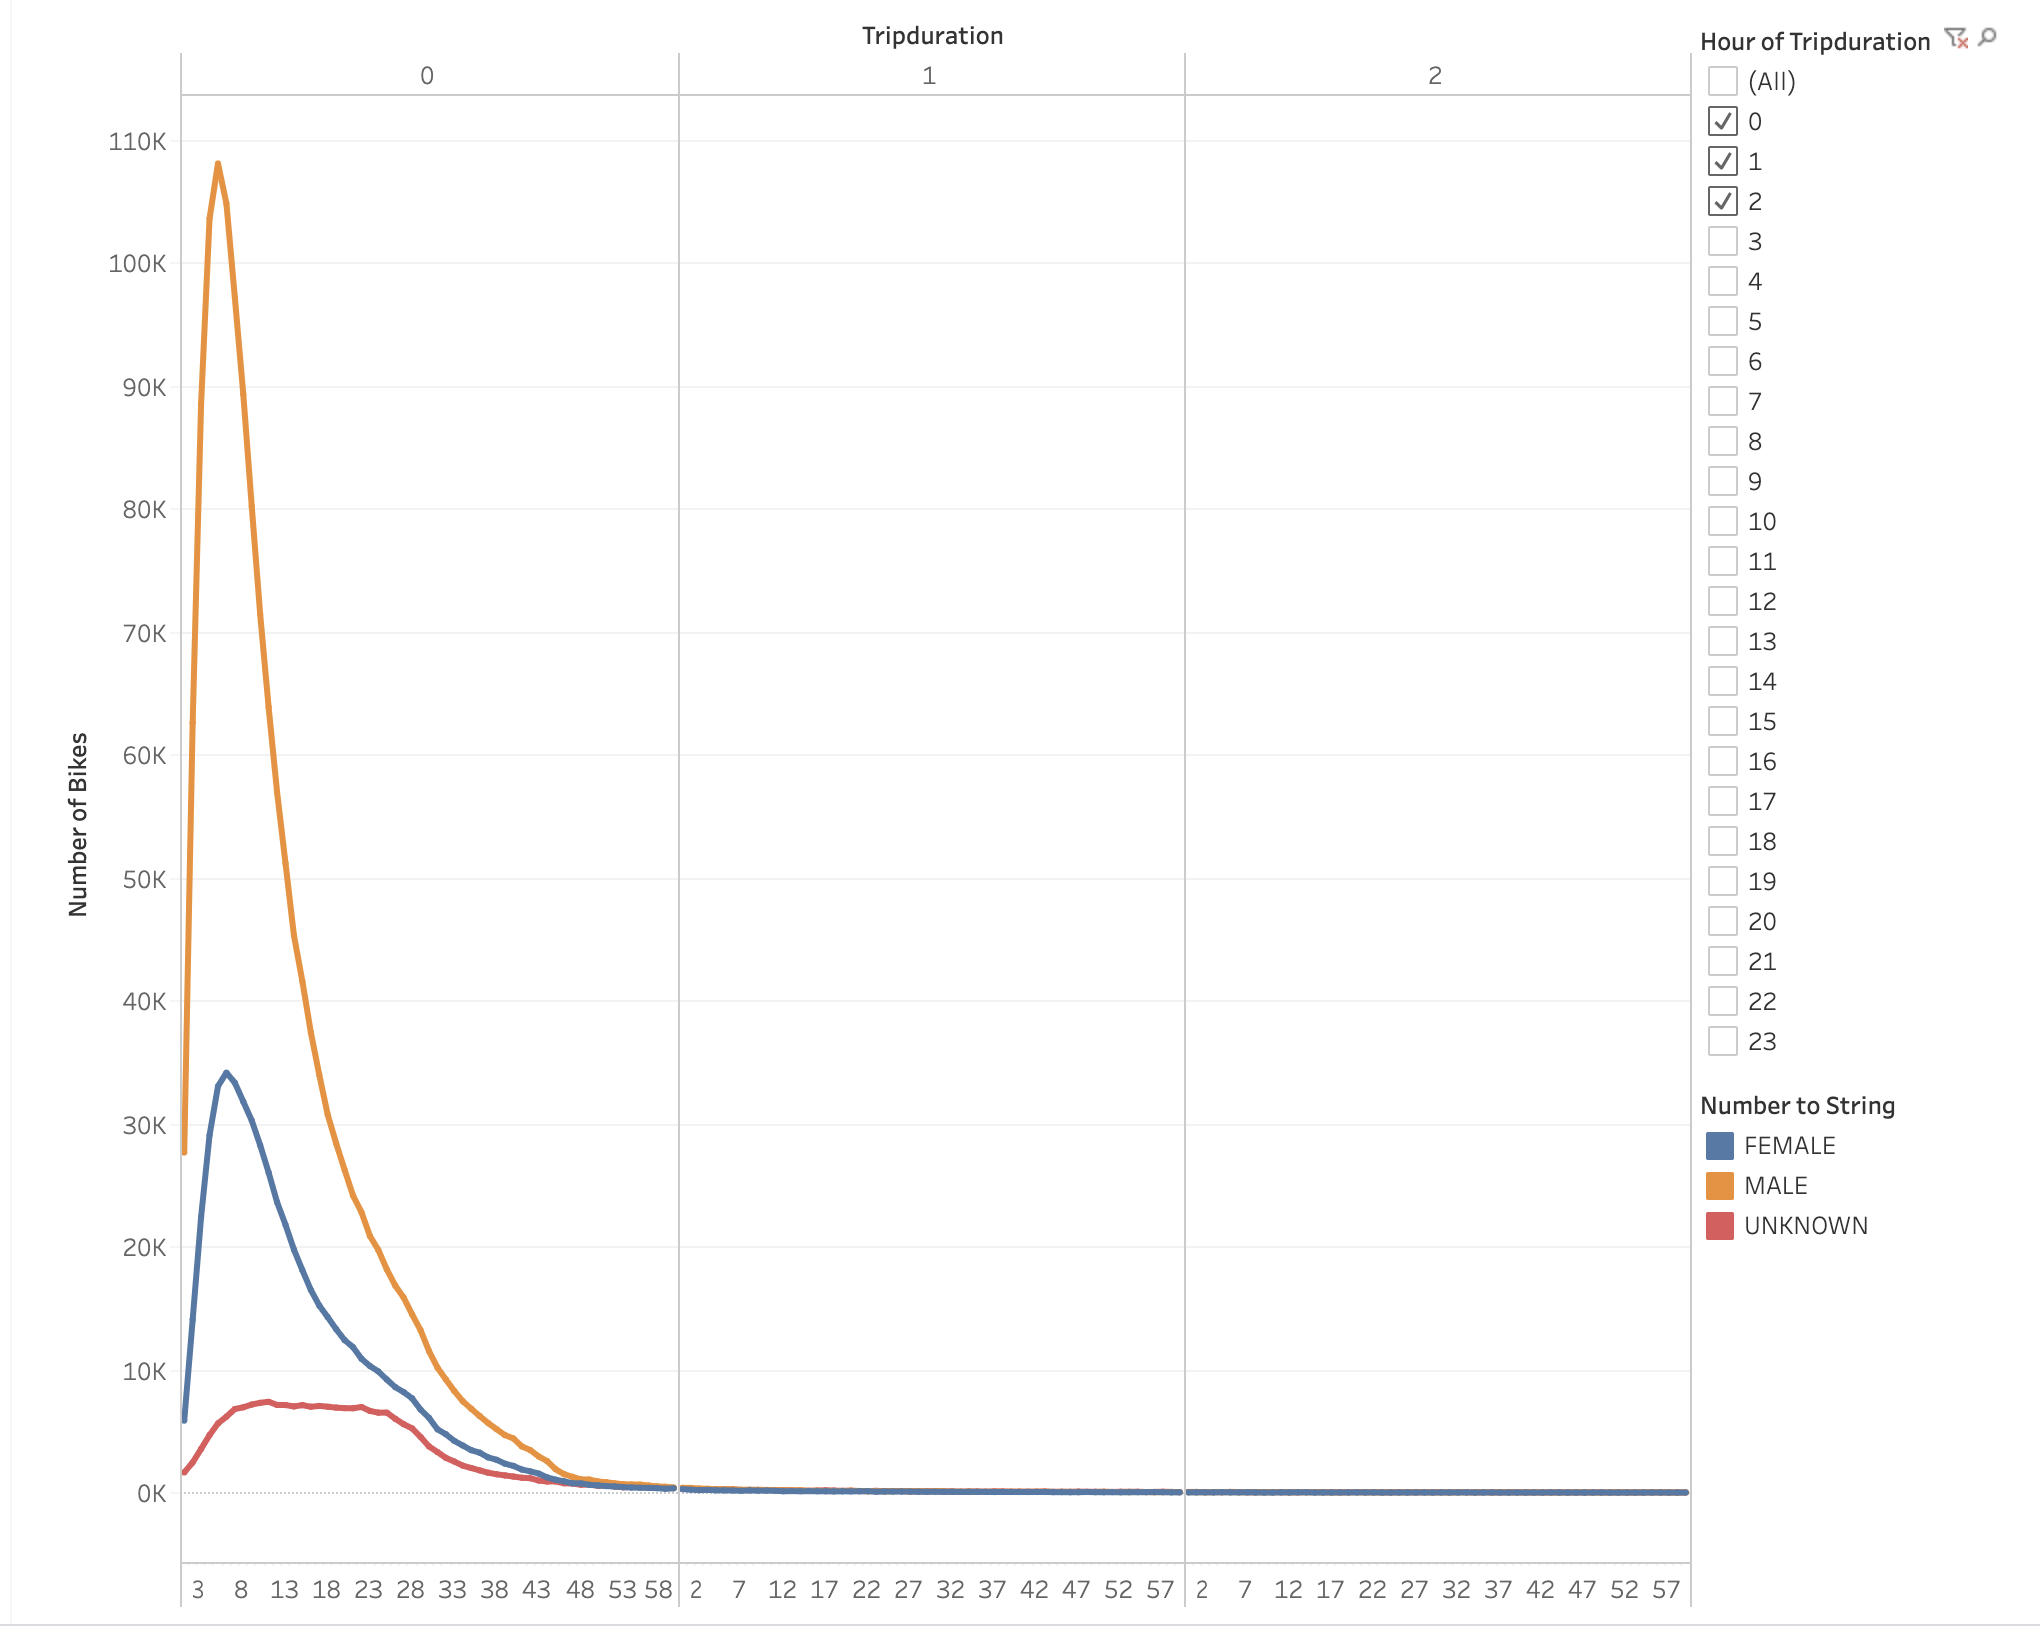 Tripduration
0 1 2
110K
100K
90K
80K
70K
60K
50K
40K
30K
20K
10K
0K
Number of Bikes
3 8 13 18 23 28 33 38 43 48 53 58 2 7 12 17 22 27 32 37 42 47 52 57 2 7 12 17 22 27 32 37 42 47 52 57
Hour of Tripduration
(All)
0
1
2
3
4
5
6
7
8
9
10
11
12
13
14
15
16
17
18
19
20
21
22
23
Number to String
FEMALE
MALE
UNKNOWN